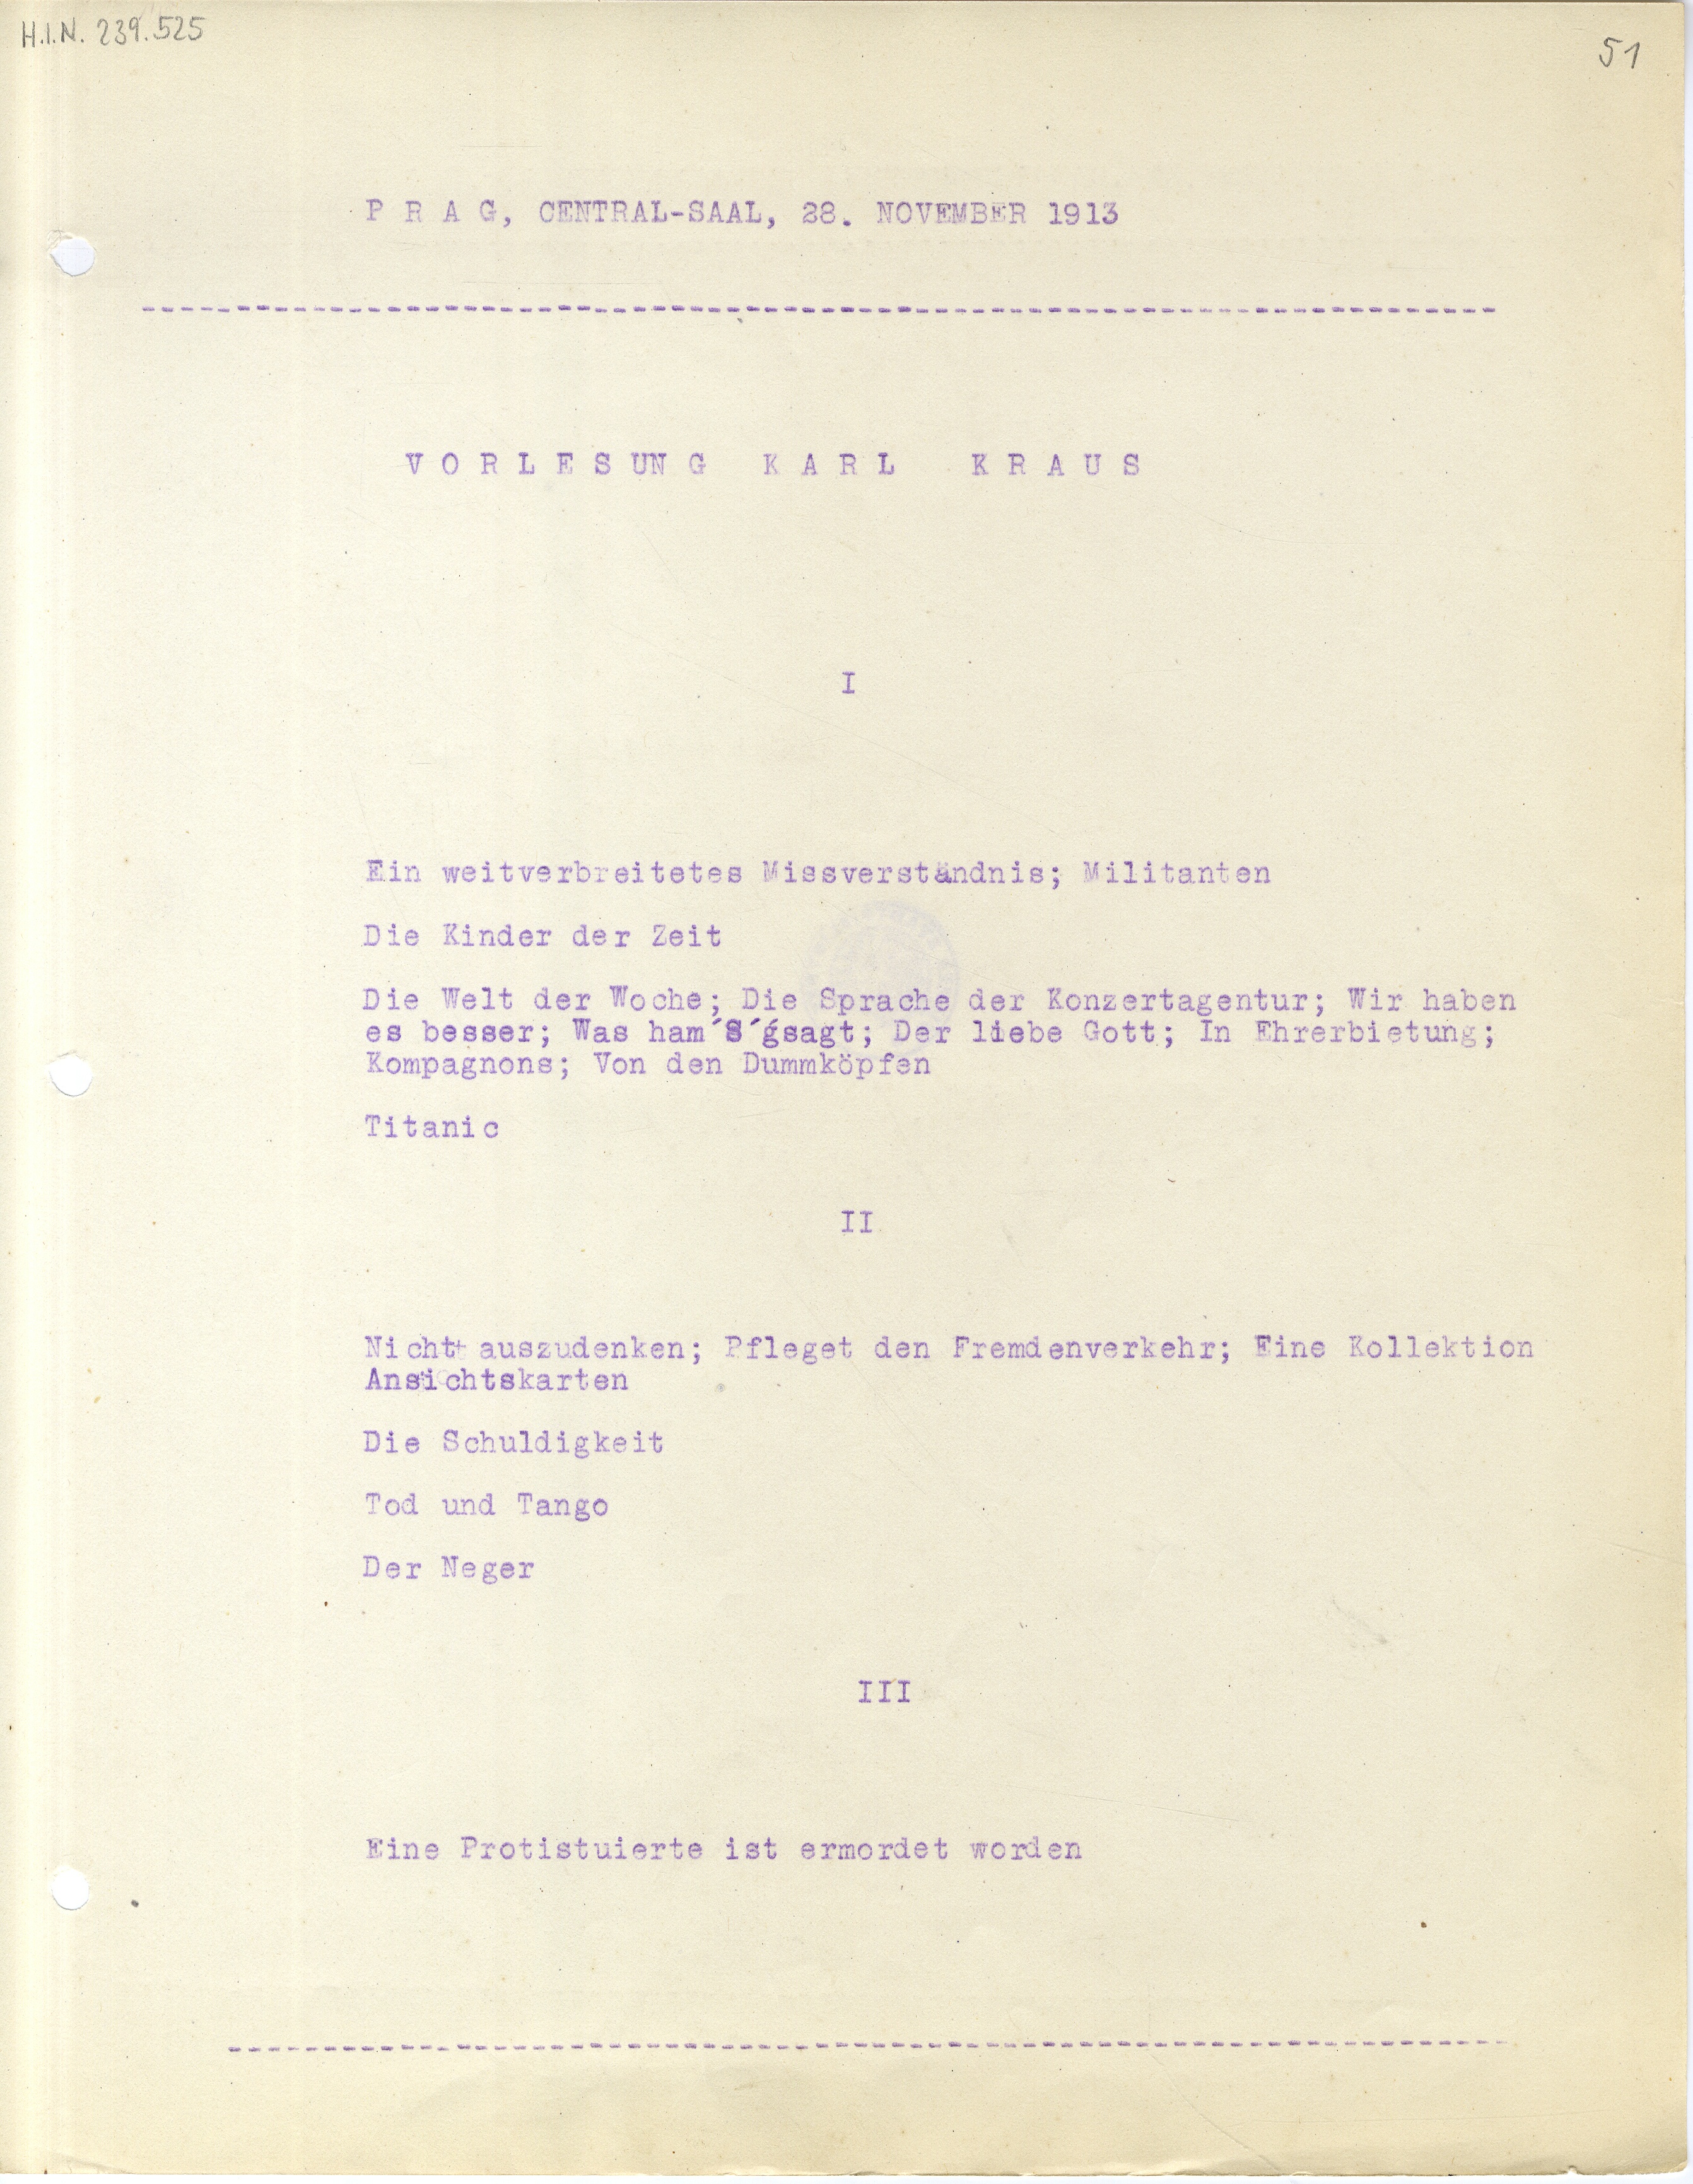 H.I.N. 239.525
51
P R A G, CENTRAL-SAAL, 28. NOVEMBER 1913
V O R L E S UN G K A R L K R A U S
I
Ein weitverbreitetes Missverständnis; Militanten
Die Kinder der Zeit
Die Welt der Woche; Die Sprache der Konzertagentur; Wir haben
es besser; Was ham´S´gsagt; Der liebe Gott; In Ehrerbietung;
Kompagnons; Von den Dummköpfen
Titanic
II
Nichtt auszudenken; Pfleget den Fremdenverkehr; Eine Kollektion
Ansichtskarten
Die Schuldigkeit
Tod und Tango
Der Neger
III
Eine Protistuierte ist ermordet worden